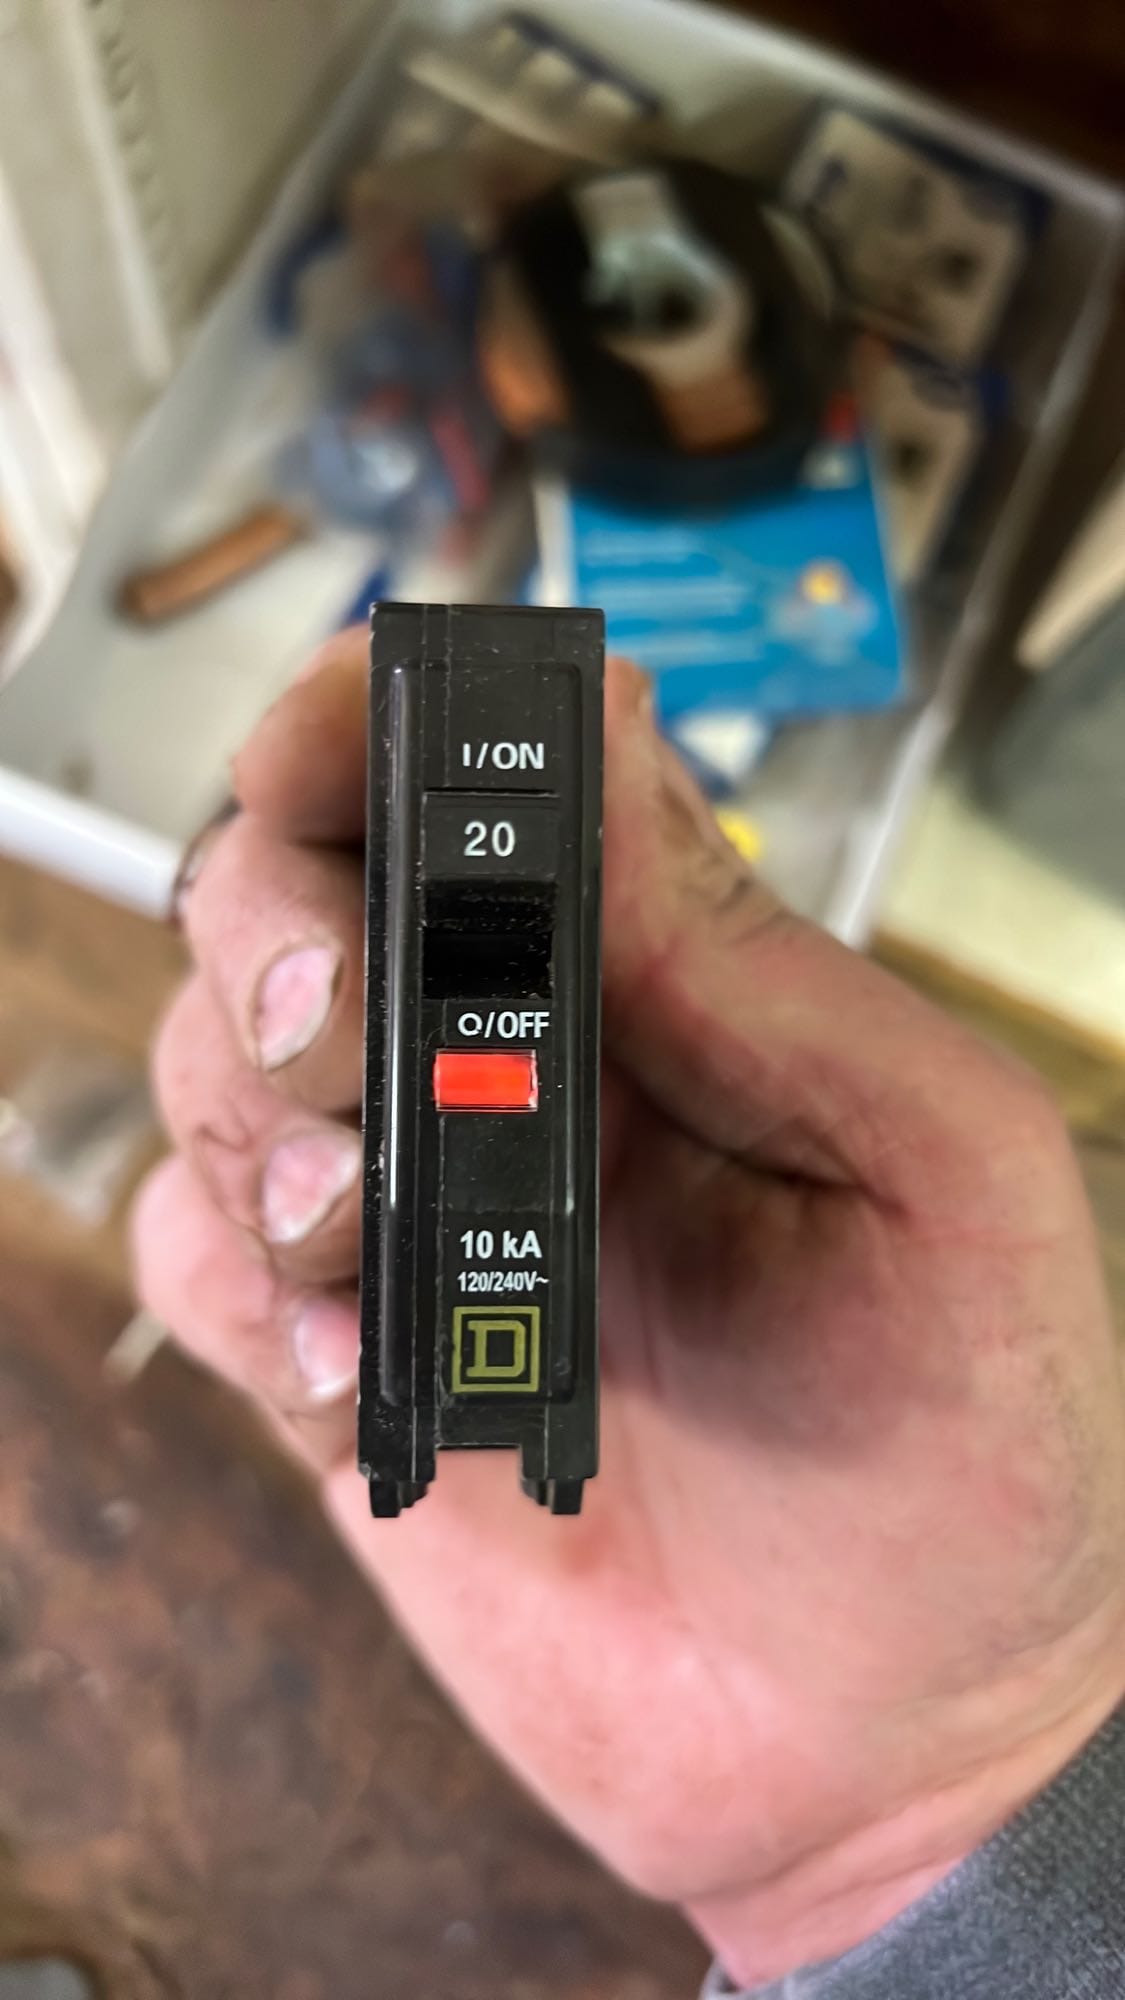 I/ON
20
O/OFF
10 kA
120/240V~
D